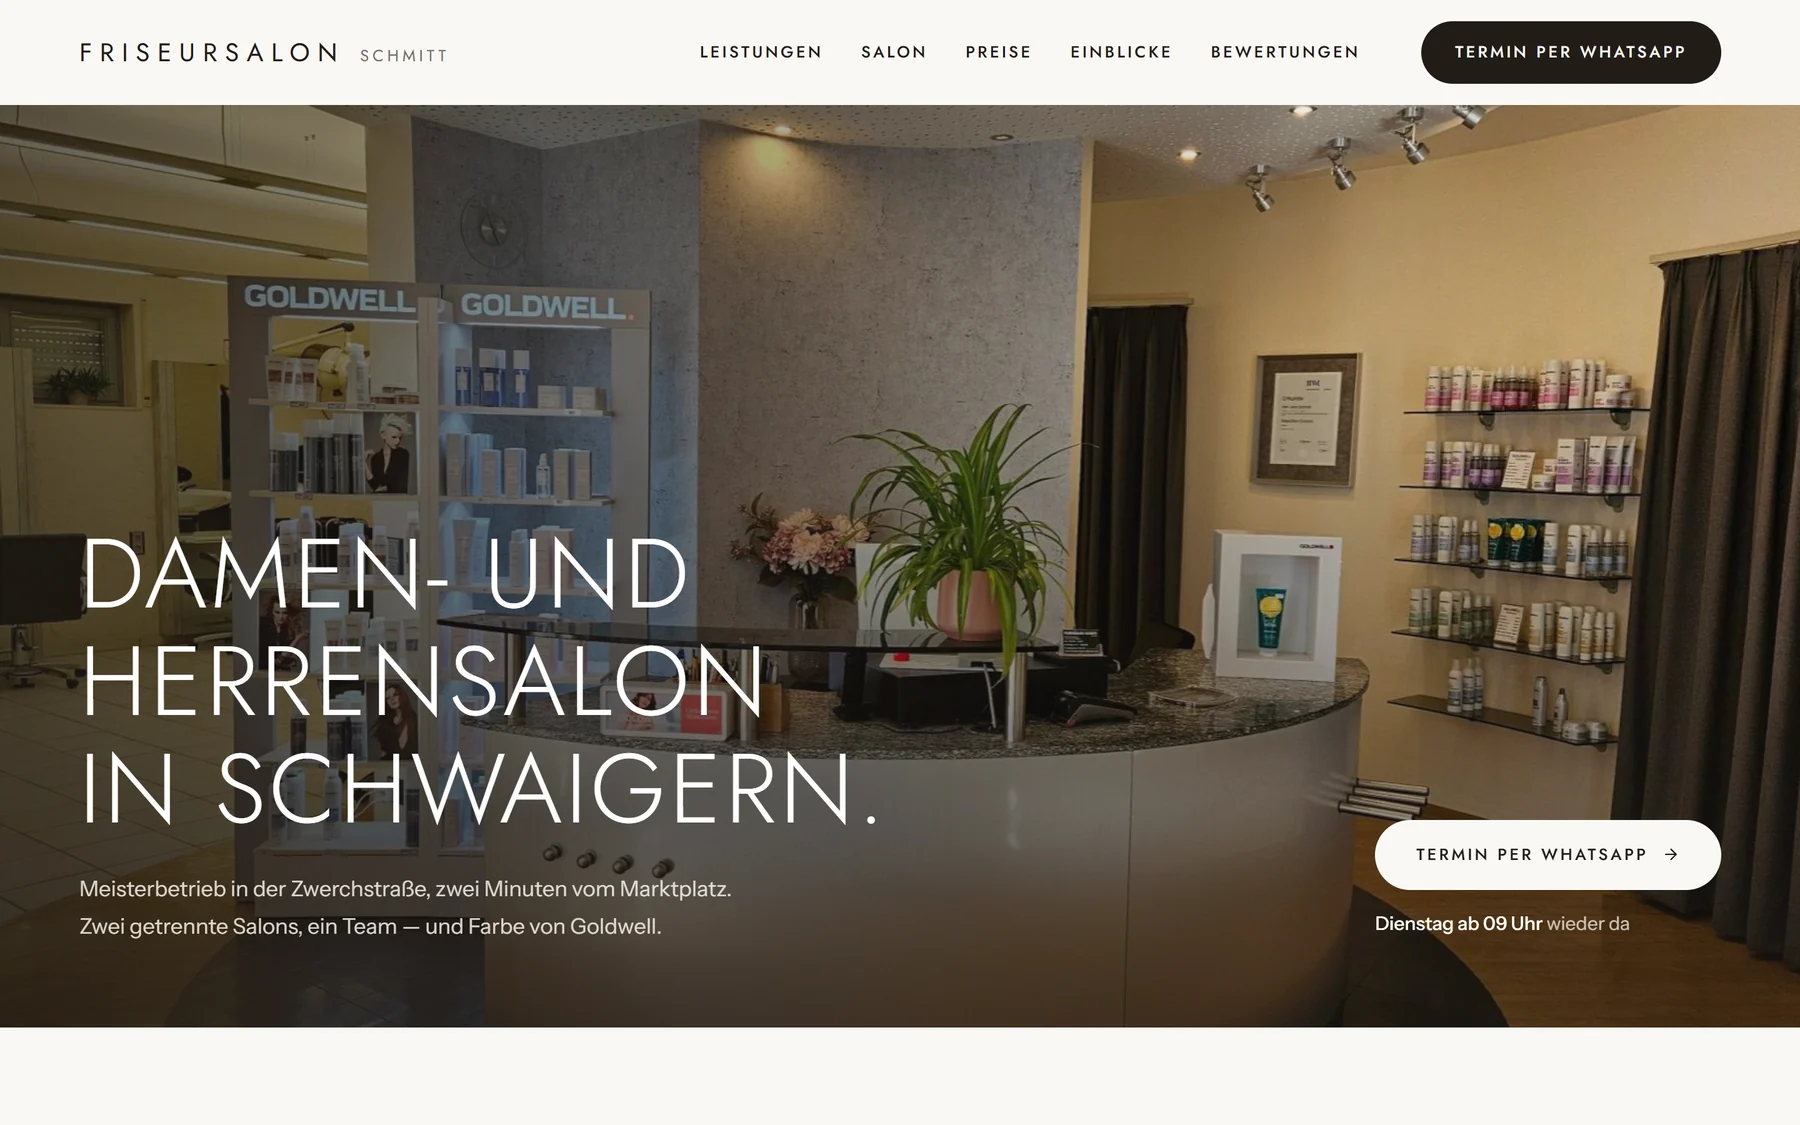 FRISEURSALON SCHMITT
LEISTUNGEN SALON PREISE EINBLICKE BEWERTUNGEN
TERMIN PER WHATSAPP
GOLDWELL GOLDWELL.
GOLDWELL
DAMEN- UND
HERRENSALON
IN SCHWAIGERN.
Meisterbetrieb in der Zwerchstraße, zwei Minuten vom Marktplatz.
Zwei getrennte Salons, ein Team — und Farbe von Goldwell.
TERMIN PER WHATSAPP →
Dienstag ab 09 Uhr wieder da